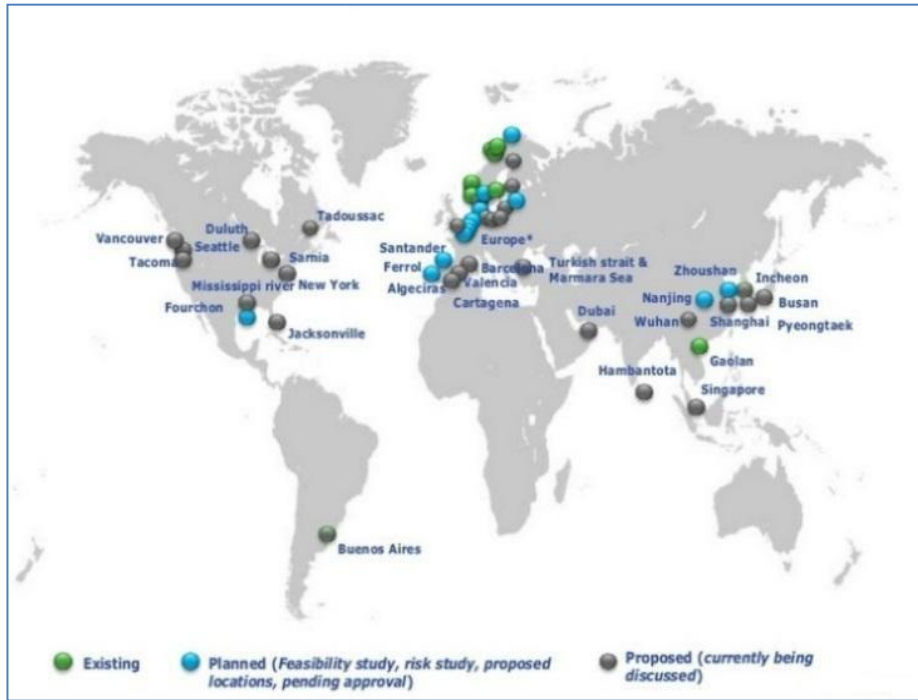 Tadoussac
Vancouver
Duluth
Seattle
Tacoma
Sarnia
Mississippi river
New York
Fourchon
Jacksonville
Buenos Aires
Santander
Ferrol
Algeciras
Europe*
Barcelona
Valencia
Cartagena
Turkish strait &
Marmara Sea
Dubai
Hambantota
Zhoushan
Incheon
Nanjing
Busan
Wuhan
Shanghai
Pyeongtaek
Gaolan
Singapore
Existing
Planned (Feasibility study, risk study, proposed
locations, pending approval)
Proposed (currently being
discussed)